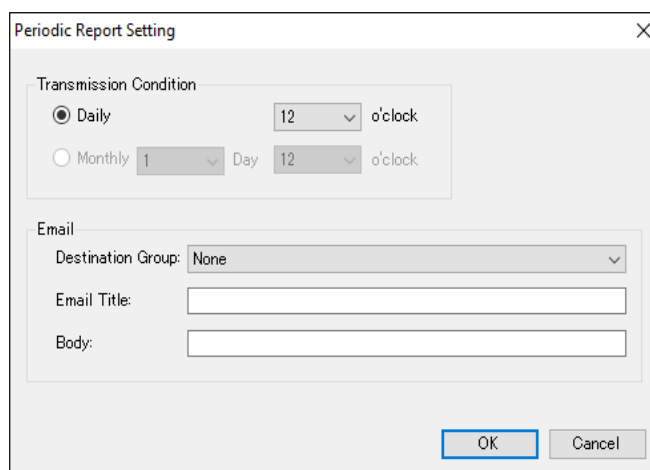 Periodic Report Setting
Transmission Condition
Daily 12 o'clock
Monthly 1 Day 12 o'clock
Email
Destination Group: None
Email Title:
Body:
OK Cancel